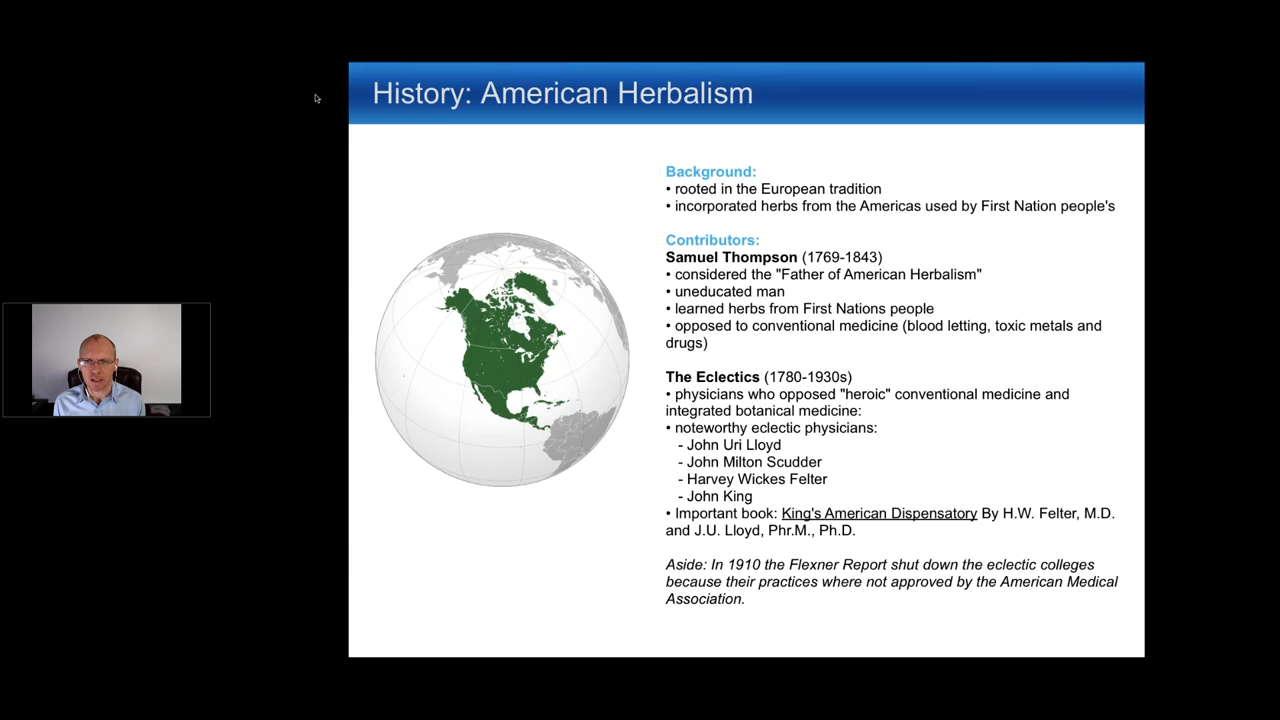 History: American Herbalism
Background:
• rooted in the European tradition
• incorporated herbs from the Americas used by First Nation people's
Contributors:
Samuel Thompson (1769-1843)
• considered the "Father of American Herbalism"
• uneducated man
• learned herbs from First Nations people
• opposed to conventional medicine (blood letting, toxic metals and
drugs)
The Eclectics (1780-1930s)
• physicians who opposed "heroic" conventional medicine and
integrated botanical medicine:
• noteworthy eclectic physicians:
- John Uri Lloyd
- John Milton Scudder
- Harvey Wickes Felter
- John King
• Important book: King's American Dispensatory By H.W. Felter, M.D.
and J.U. Lloyd, Phr.M., Ph.D.
Aside: In 1910 the Flexner Report shut down the eclectic colleges
because their practices where not approved by the American Medical
Association.